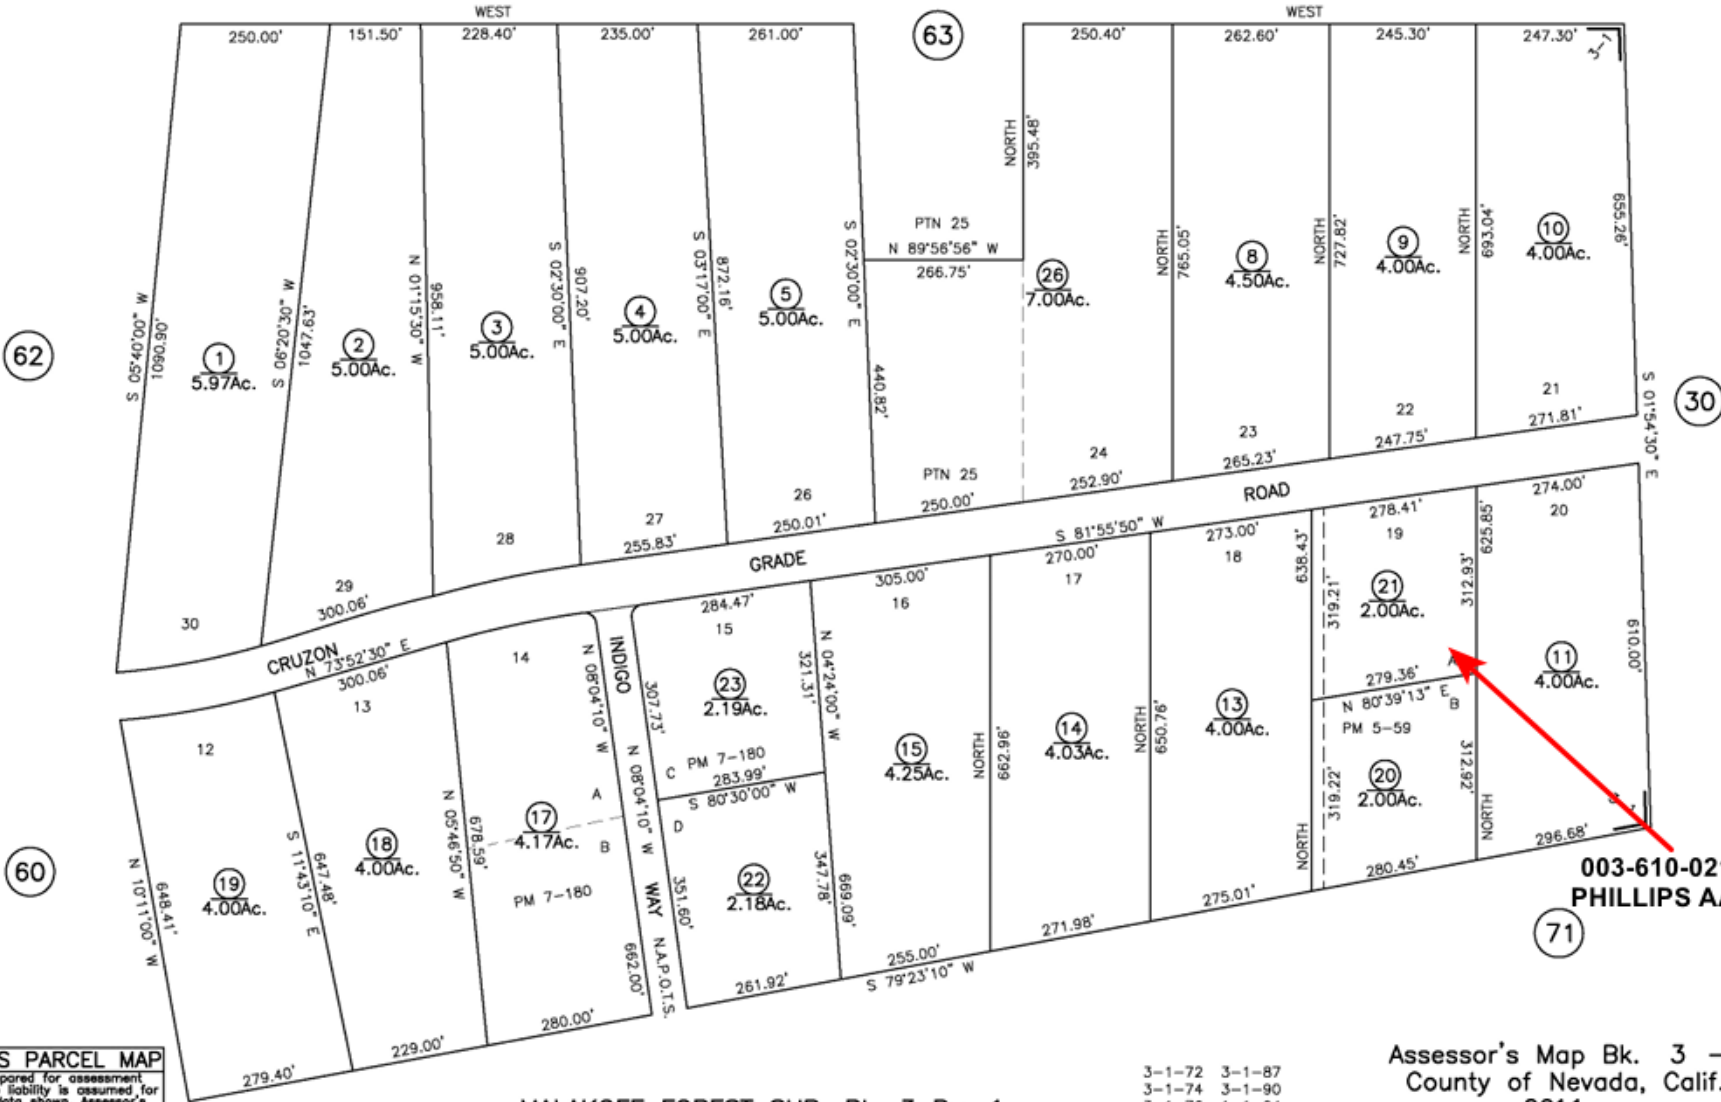 WEST
WEST
250.00'
151.50'
228.40'
235.00'
261.00'
63
250.40'
262.60'
245.30'
247.30'
3-1
NORTH
395.48'
PTN 25
N 89°56'56" W
266.75'
S 05°40'00" W
1090.90'
S 06°20'30" W
1047.63'
N 01°15'30" W
958.11'
S 02°30'00" E
907.20'
S 03°17'00" E
872.16'
S 02°30'00" E
440.82'
NORTH
765.05'
NORTH
727.82'
NORTH
693.04'
655.26'
62
1
5.97Ac.
2
5.00Ac.
3
5.00Ac.
4
5.00Ac.
5
5.00Ac.
26
7.00Ac.
8
4.50Ac.
9
4.00Ac.
10
4.00Ac.
30
S 01°54'30" E
30
29
300.06'
28
27
255.83'
26
250.01'
PTN 25
250.00'
24
252.90'
23
265.23'
22
247.75'
21
271.81'
CRUZON
GRADE
ROAD
N 73°52'30" E
S 81°55'50" W
300.06'
13
12
14
INDIGO
WAY
N.A.P.O.T.S.
284.47'
15
305.00'
16
270.00'
17
273.00'
18
278.41'
19
274.00'
20
N 08°04'10" W
307.73'
N 08°04'10" W
23
2.19Ac.
321.31'
N 04°24'00" W
PM 7-180
C
283.99'
S 80°30'00" W
D
15
4.25Ac.
NORTH
662.96'
14
4.03Ac.
NORTH
650.76'
13
4.00Ac.
638.43'
319.21'
21
2.00Ac.
312.93'
625.85'
A
279.36'
N 80°39'13" E
B
PM 5-59
20
2.00Ac.
319.22'
312.92'
NORTH
NORTH
11
4.00Ac.
610.00'
60
N 10°11'00" W
648.41'
19
4.00Ac.
S 11°43'10" E
647.48'
18
4.00Ac.
N 05°46'50" W
678.59'
17
4.17Ac.
A
B
PM 7-180
662.00'
351.60'
22
2.18Ac.
347.78'
669.09'
279.40'
229.00'
280.00'
261.92'
255.00'
S 79°23'10" W
271.98'
275.01'
280.45'
296.68'
003-610-02
PHILLIPS A
71
S PARCEL MAP
pared for assessment
liability is assumed for
data shown. Assessor's
3-1-72 3-1-87
3-1-74 3-1-90
Assessor's Map Bk. 3 -
County of Nevada, Calif.